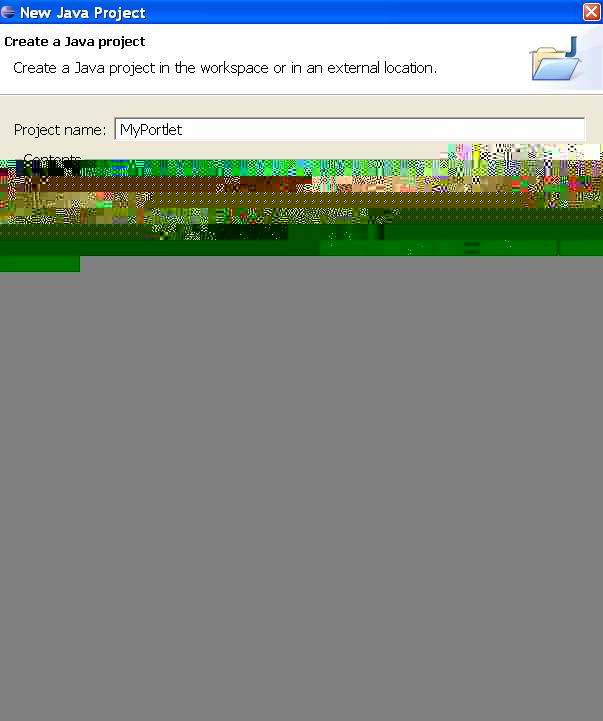 New Java Project
Create a Java project
Create a Java project in the workspace or in an external location.
Project name: MyPortlet
Contents